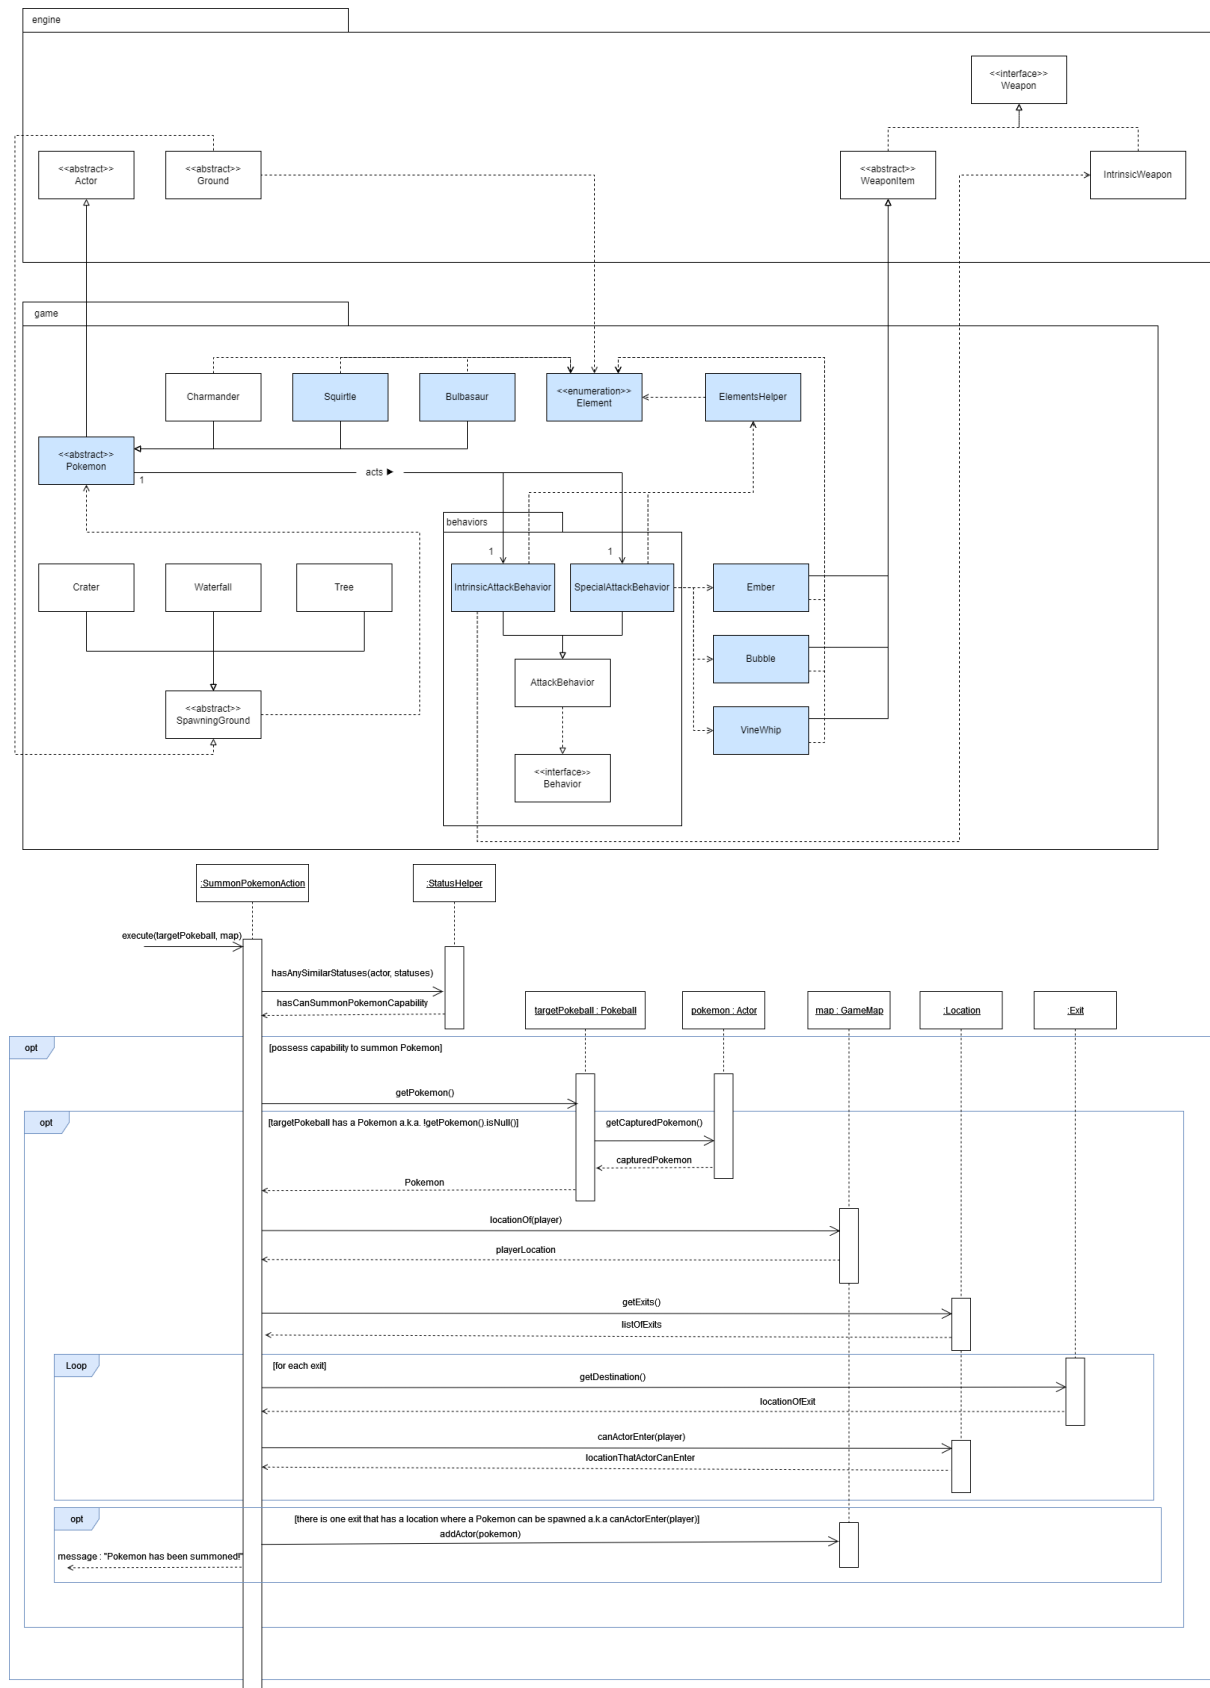 engine
<<interface>>
Weapon
<<abstract>>
Actor
<<abstract>>
Ground
<<abstract>>
WeaponItem
IntrinsicWeapon
game
Charmander
Squirtle
Bulbasaur
<<enumeration>>
Element
ElementsHelper
<<abstract>>
Pokemon
1
acts ►
behaviors
1
1
Crater
Waterfall
Tree
IntrinsicAttackBehavior
SpecialAttackBehavior
Ember
Bubble
AttackBehavior
<<abstract>>
SpawningGround
VineWhip
<<interface>>
Behavior
:SummonPokemonAction
:StatusHelper
execute(targetPokeball, map)
hasAnySimilarStatuses(actor, statuses)
hasCanSummonPokemonCapability
targetPokeball : Pokeball
pokemon : Actor
map : GameMap
:Location
:Exit
opt
[possess capability to summon Pokemon]
getPokemon()
opt
[targetPokeball has a Pokemon a.k.a. !getPokemon().isNull()]
getCapturedPokemon()
capturedPokemon
Pokemon
locationOf(player)
playerLocation
getExits()
listOfExits
Loop
[for each exit]
getDestination()
locationOfExit
canActorEnter(player)
locationThatActorCanEnter
opt
[there is one exit that has a location where a Pokemon can be spawned a.k.a canActorEnter(player)]
addActor(pokemon)
message : "Pokemon has been summoned!"